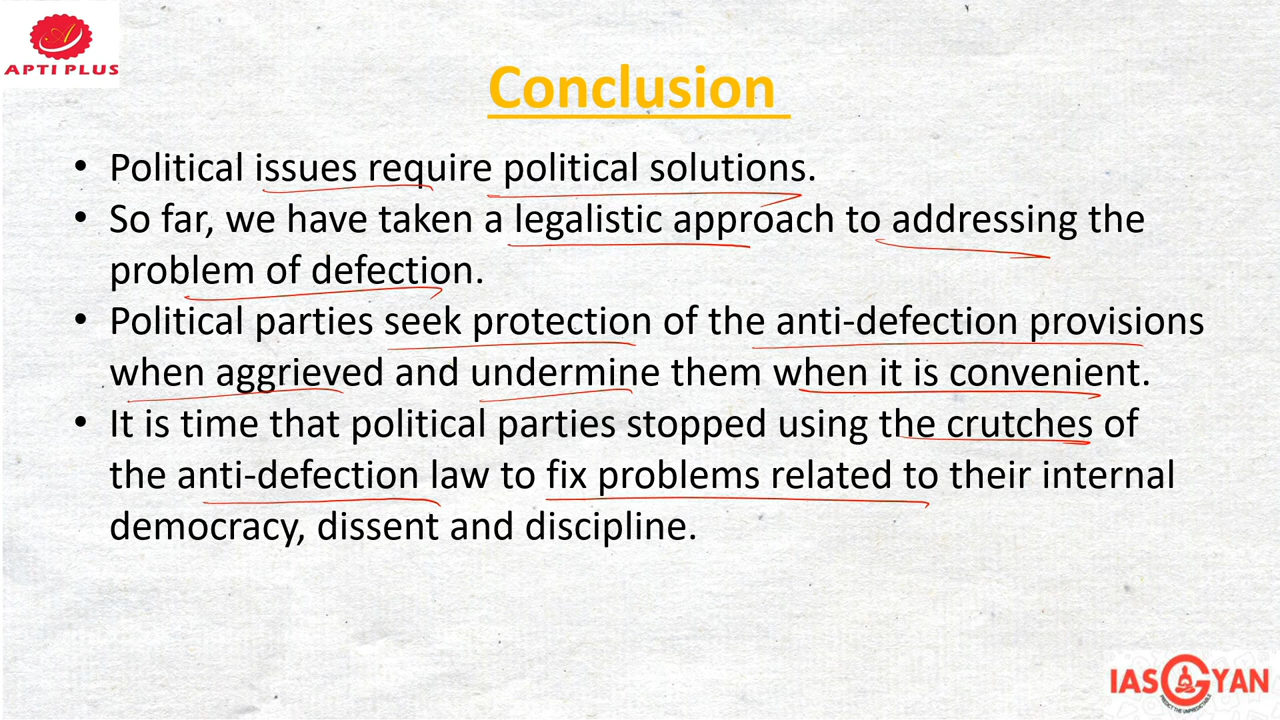 APTI PLUS
Conclusion
• Political issues require political solutions.
• So far, we have taken a legalistic approach to addressing the
problem of defection.
• Political parties seek protection of the anti-defection provisions
when aggrieved and undermine them when it is convenient.
• It is time that political parties stopped using the crutches of
the anti-defection law to fix problems related to their internal
democracy, dissent and discipline.
IAS GYAN
PREDICT THE UNPREDICTABLE